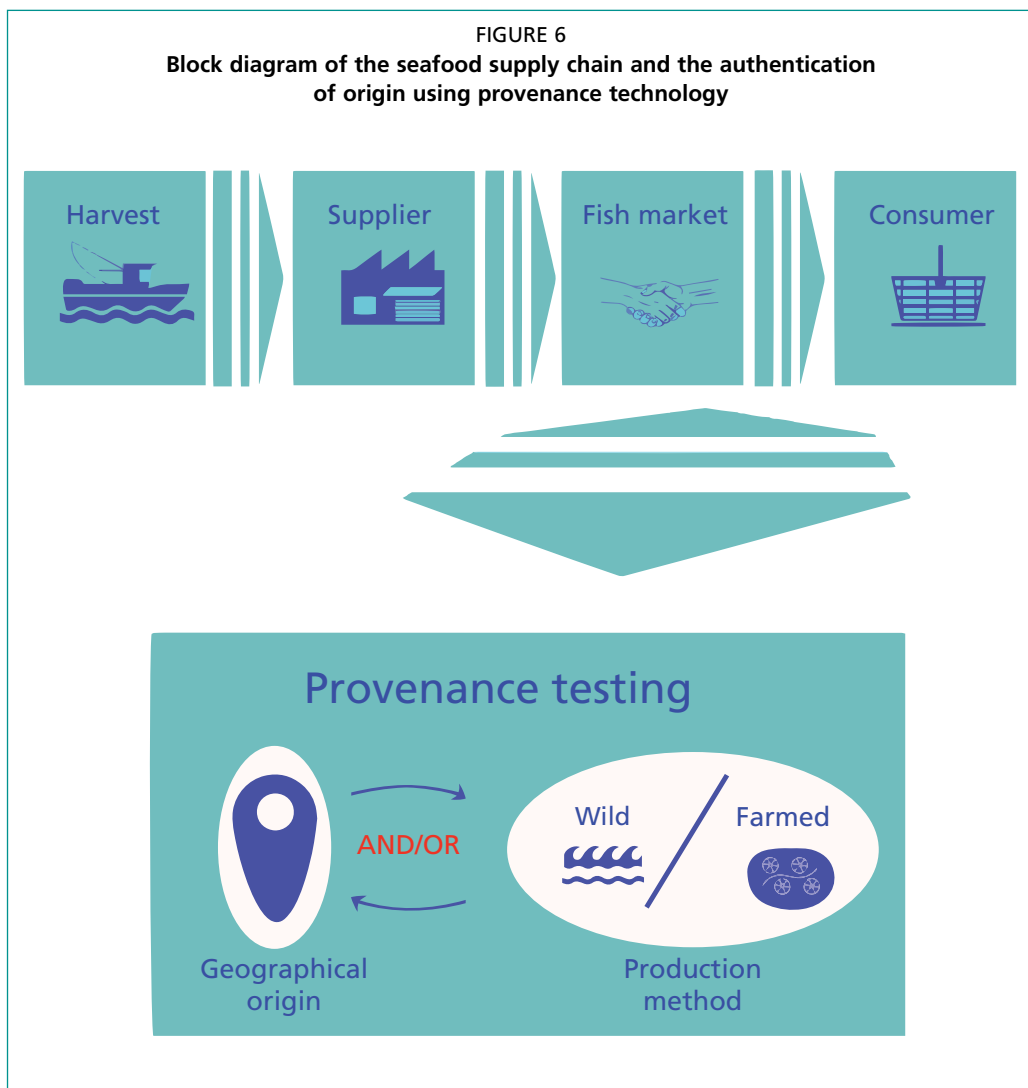 FIGURE 6
Block diagram of the seafood supply chain and the authentication
of origin using provenance technology
Harvest
Supplier
Fish market
Consumer
Provenance testing
Wild
Farmed
AND/OR
Geographical
origin
Production
method